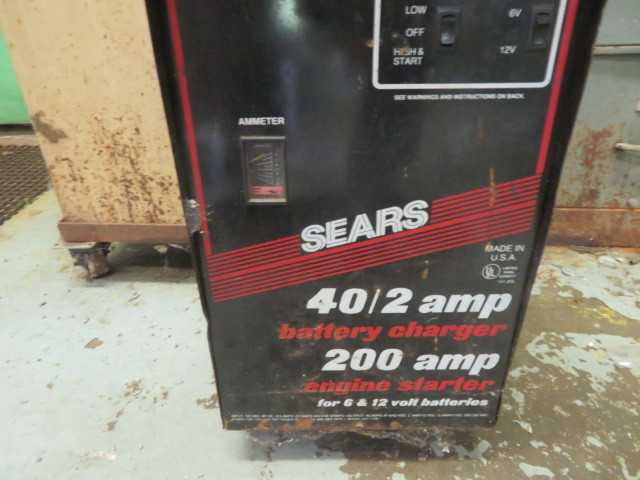 LOW
OFF
HIGH &
START
6V
12V
SEE WARNINGS AND INSTRUCTIONS ON BACK.
AMMETER
SEARS
MADE IN
U.S.A.
UL
40/2 amp
battery charger
200 amp
engine starter
for 6 & 12 volt batteries